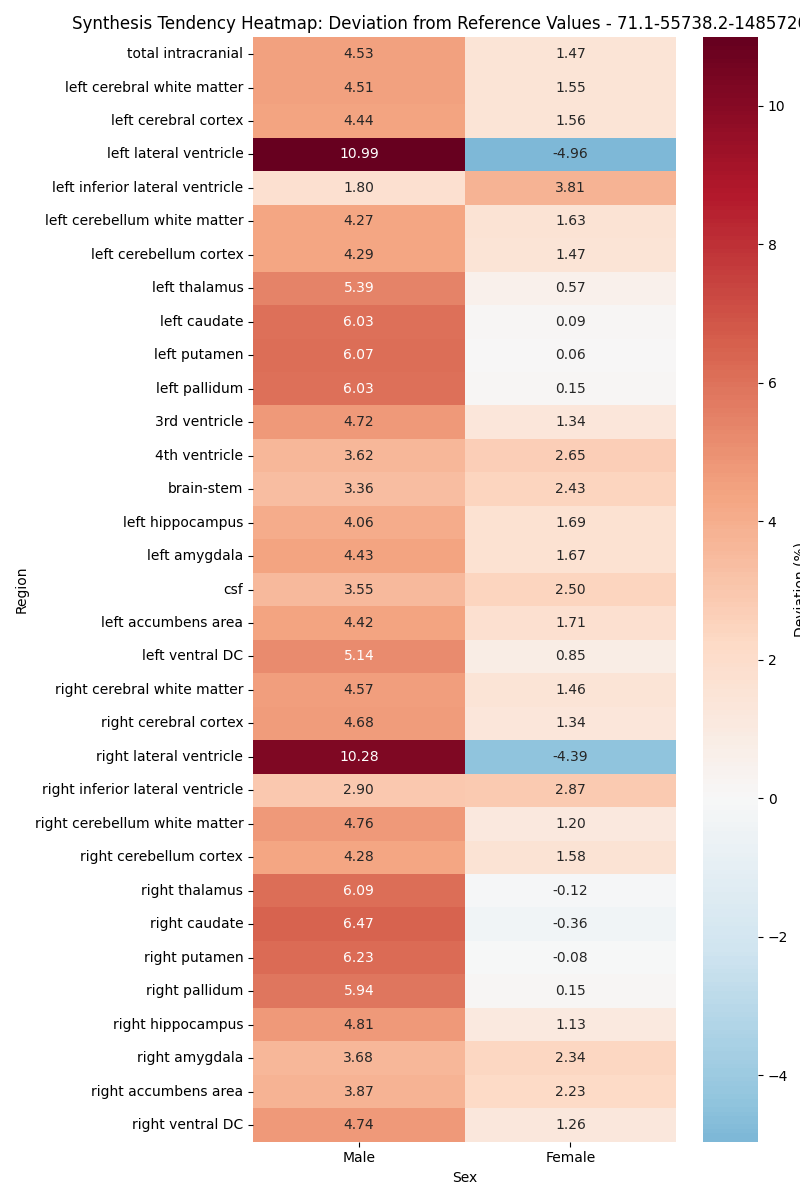 Synthesis Tendency Heatmap: Deviation from Reference Values - 71.1-55738.2-1485720
total intracranial 4.53 1.47
left cerebral white matter 4.51 1.55
left cerebral cortex 4.44 1.56
left lateral ventricle 10.99 -4.96
left inferior lateral ventricle 1.80 3.81
left cerebellum white matter 4.27 1.63
left cerebellum cortex 4.29 1.47
left thalamus 5.39 0.57
left caudate 6.03 0.09
left putamen 6.07 0.06
left pallidum 6.03 0.15
3rd ventricle 4.72 1.34
4th ventricle 3.62 2.65
brain-stem 3.36 2.43
left hippocampus 4.06 1.69
left amygdala 4.43 1.67
csf 3.55 2.50
left accumbens area 4.42 1.71
left ventral DC 5.14 0.85
right cerebral white matter 4.57 1.46
right cerebral cortex 4.68 1.34
right lateral ventricle 10.28 -4.39
right inferior lateral ventricle 2.90 2.87
right cerebellum white matter 4.76 1.20
right cerebellum cortex 4.28 1.58
right thalamus 6.09 -0.12
right caudate 6.47 -0.36
right putamen 6.23 -0.08
right pallidum 5.94 0.15
right hippocampus 4.81 1.13
right amygdala 3.68 2.34
right accumbens area 3.87 2.23
right ventral DC 4.74 1.26
Male Female
Sex
Region
10
8
6
4
2
0
−2
−4
Deviation (%)